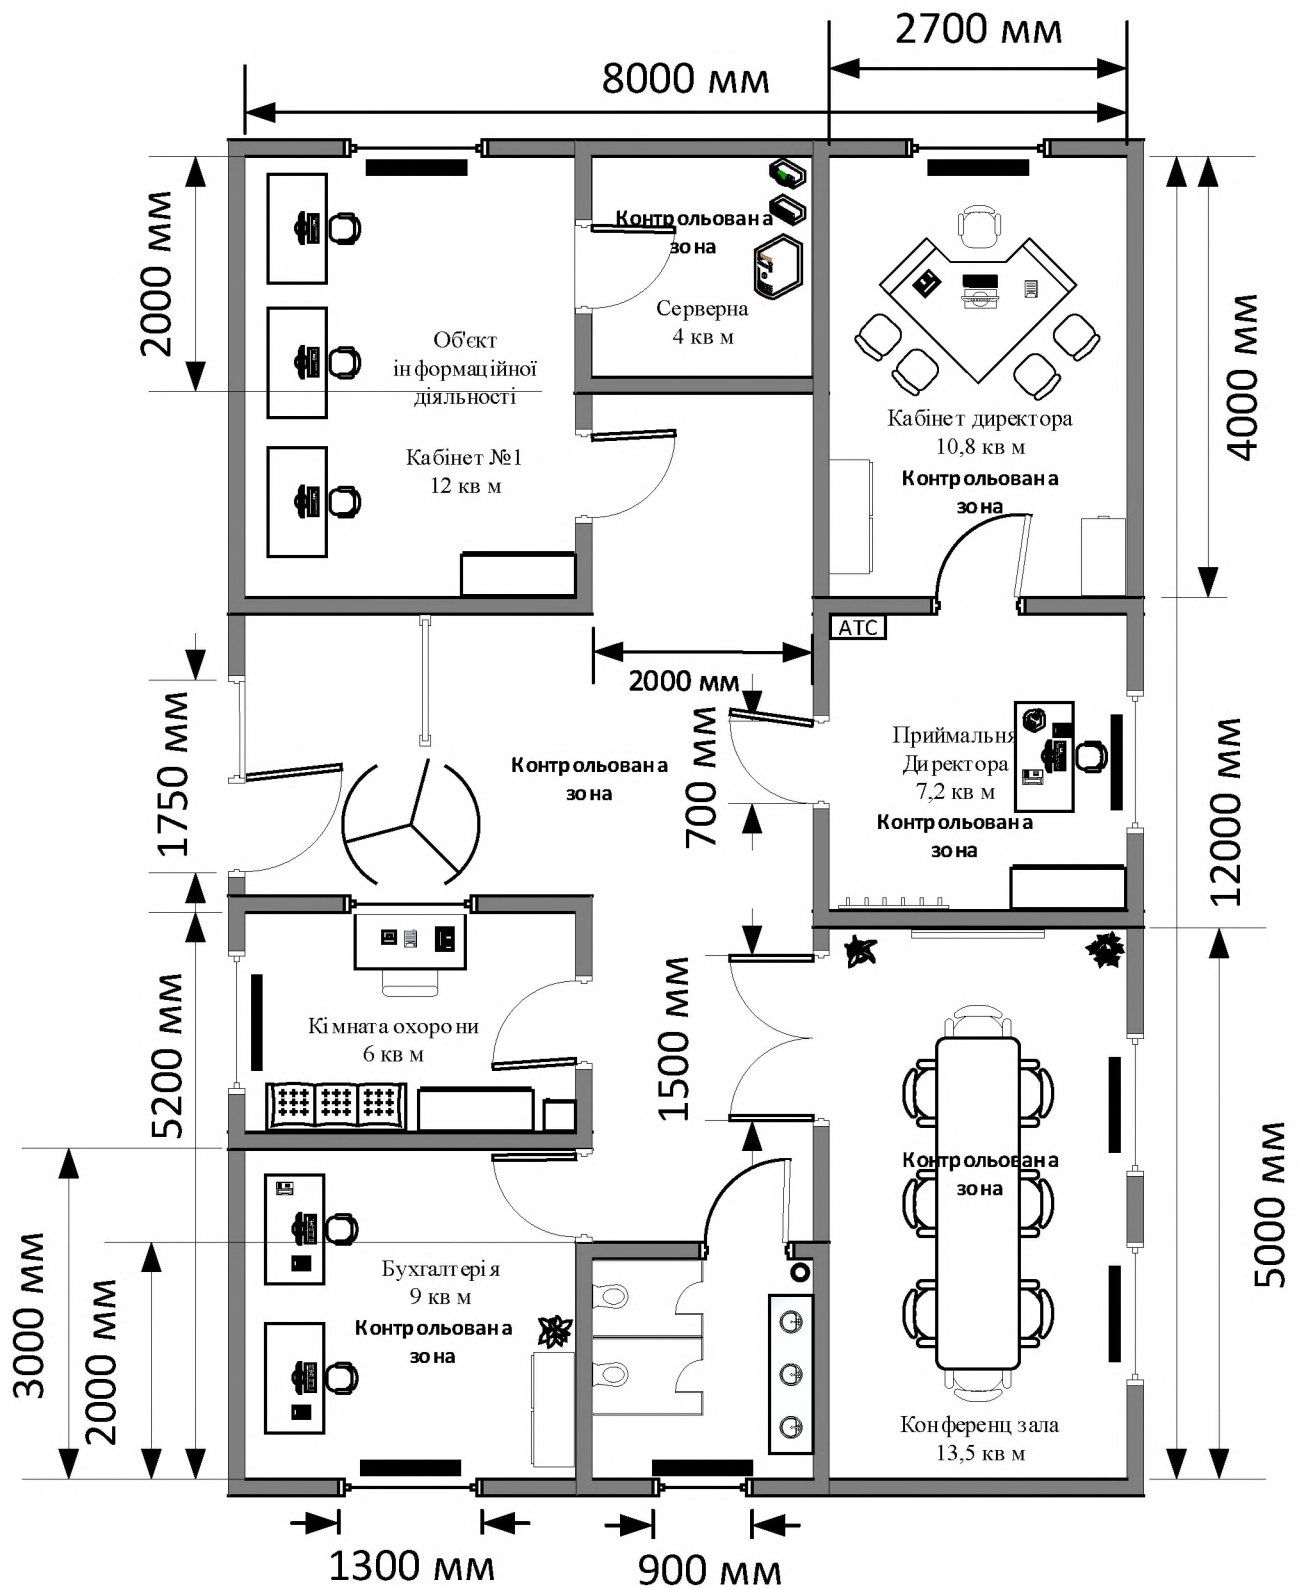 2700 мм
8000 мм
2000 мм
Контрольована
зона
Серверна
4 кв м
Об'єкт
інформаційної
діяльності
Кабінет №1
12 кв м
Кабінет директора
10,8 кв м
Контрольована
зона
4000 мм
АТС
2000 мм
700 мм
Приймальня
Директора
7,2 кв м
Контрольована
зона
12000 мм
1750 мм
Контрольована
зона
Кімната охорони
6 кв м
5200 мм
1500 мм
Контрольована
зона
Конференц зала
13,5 кв м
5000 мм
3000 мм
2000 мм
Бухгалтерія
9 кв м
Контрольована
зона
1300 мм
900 мм